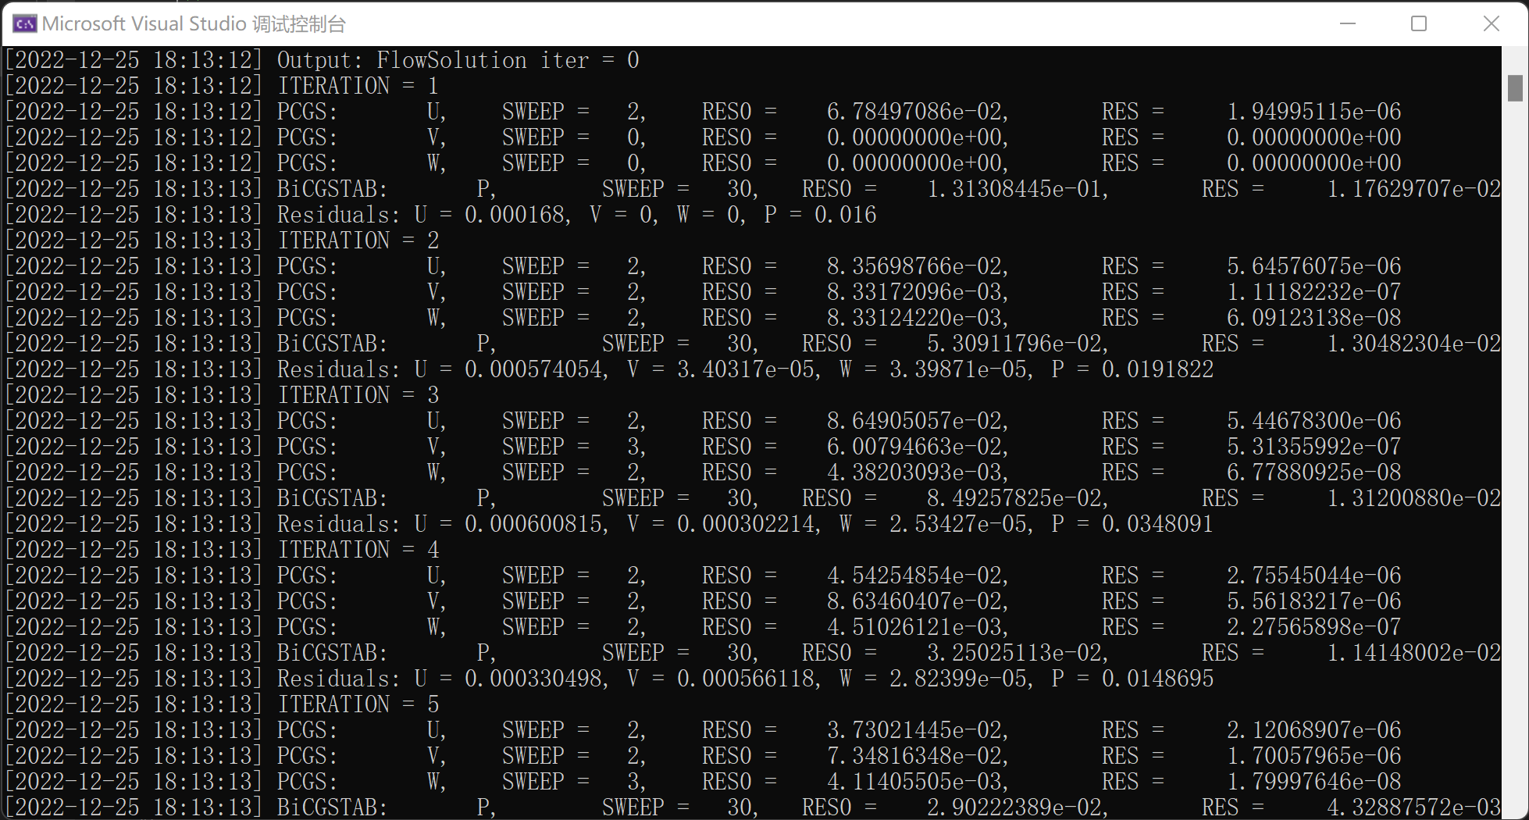 Microsoft Visual Studio 调试控制台
[2022-12-25 18:13:12] Output: FlowSolution iter = 0
[2022-12-25 18:13:12] ITERATION = 1
[2022-12-25 18:13:12] PCGS: U, SWEEP = 2, RES0 = 6.78497086e-02, RES = 1.94995115e-06
[2022-12-25 18:13:12] PCGS: V, SWEEP = 0, RES0 = 0.00000000e+00, RES = 0.00000000e+00
[2022-12-25 18:13:12] PCGS: W, SWEEP = 0, RES0 = 0.00000000e+00, RES = 0.00000000e+00
[2022-12-25 18:13:13] BiCGSTAB: P, SWEEP = 30, RES0 = 1.31308445e-01, RES = 1.17629707e-02
[2022-12-25 18:13:13] Residuals: U = 0.000168, V = 0, W = 0, P = 0.016
[2022-12-25 18:13:13] ITERATION = 2
[2022-12-25 18:13:13] PCGS: U, SWEEP = 2, RES0 = 8.35698766e-02, RES = 5.64576075e-06
[2022-12-25 18:13:13] PCGS: V, SWEEP = 2, RES0 = 8.33172096e-03, RES = 1.11182232e-07
[2022-12-25 18:13:13] PCGS: W, SWEEP = 2, RES0 = 8.33124220e-03, RES = 6.09123138e-08
[2022-12-25 18:13:13] BiCGSTAB: P, SWEEP = 30, RES0 = 5.30911796e-02, RES = 1.30482304e-02
[2022-12-25 18:13:13] Residuals: U = 0.000574054, V = 3.40317e-05, W = 3.39871e-05, P = 0.0191822
[2022-12-25 18:13:13] ITERATION = 3
[2022-12-25 18:13:13] PCGS: U, SWEEP = 2, RES0 = 8.64905057e-02, RES = 5.44678300e-06
[2022-12-25 18:13:13] PCGS: V, SWEEP = 3, RES0 = 6.00794663e-02, RES = 5.31355992e-07
[2022-12-25 18:13:13] PCGS: W, SWEEP = 2, RES0 = 4.38203093e-03, RES = 6.77880925e-08
[2022-12-25 18:13:13] BiCGSTAB: P, SWEEP = 30, RES0 = 8.49257825e-02, RES = 1.31200880e-02
[2022-12-25 18:13:13] Residuals: U = 0.000600815, V = 0.000302214, W = 2.53427e-05, P = 0.0348091
[2022-12-25 18:13:13] ITERATION = 4
[2022-12-25 18:13:13] PCGS: U, SWEEP = 2, RES0 = 4.54254854e-02, RES = 2.75545044e-06
[2022-12-25 18:13:13] PCGS: V, SWEEP = 2, RES0 = 8.63460407e-02, RES = 5.56183217e-06
[2022-12-25 18:13:13] PCGS: W, SWEEP = 2, RES0 = 4.51026121e-03, RES = 2.27565898e-07
[2022-12-25 18:13:13] BiCGSTAB: P, SWEEP = 30, RES0 = 3.25025113e-02, RES = 1.14148002e-02
[2022-12-25 18:13:13] Residuals: U = 0.000330498, V = 0.000566118, W = 2.82399e-05, P = 0.0148695
[2022-12-25 18:13:13] ITERATION = 5
[2022-12-25 18:13:13] PCGS: U, SWEEP = 2, RES0 = 3.73021445e-02, RES = 2.12068907e-06
[2022-12-25 18:13:13] PCGS: V, SWEEP = 2, RES0 = 7.34816348e-02, RES = 1.70057965e-06
[2022-12-25 18:13:13] PCGS: W, SWEEP = 3, RES0 = 4.11405505e-03, RES = 1.79997646e-08
[2022-12-25 18:13:13] BiCGSTAB: P, SWEEP = 30, RES0 = 2.90222389e-02, RES = 4.32887572e-03